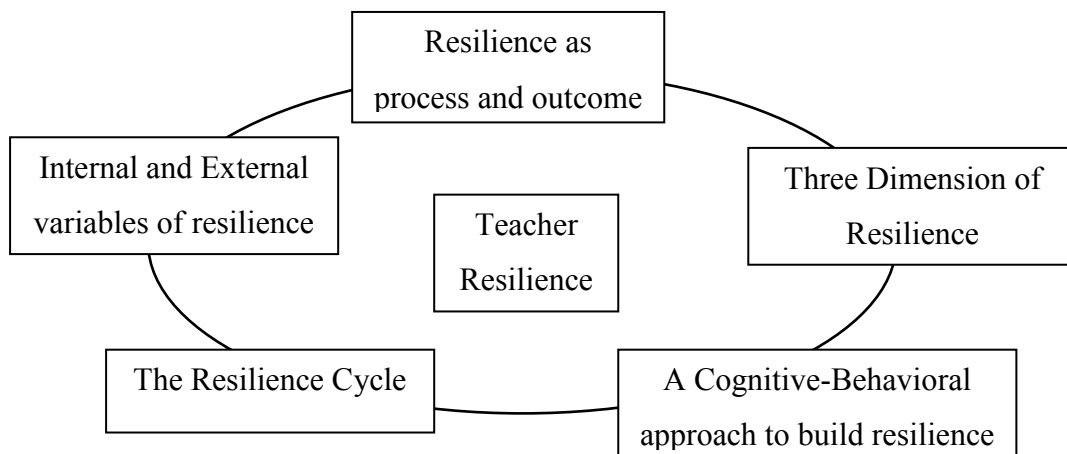 Resilience as
process and outcome
Internal and External
variables of resilience
Three Dimension of
Resilience
Teacher
Resilience
The Resilience Cycle
A Cognitive-Behavioral
approach to build resilience